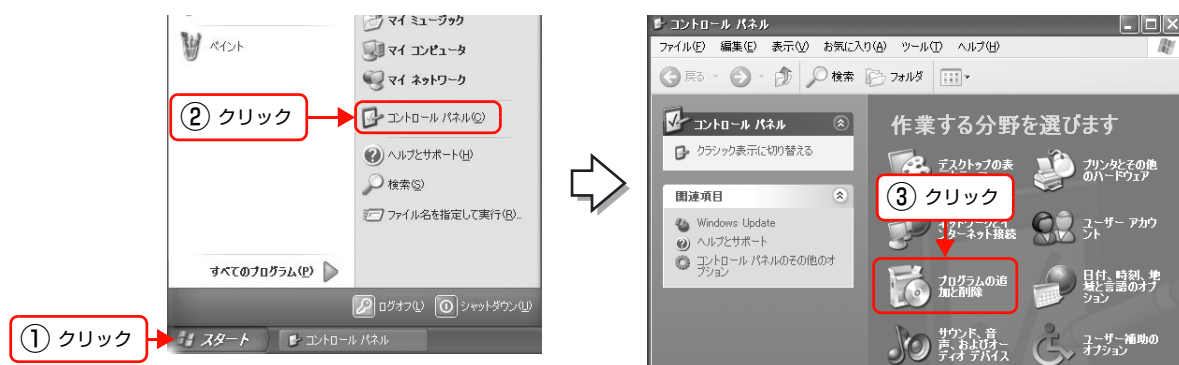 マイ ミュージック
ペイント
マイ コンピュータ
マイ ネットワーク
② クリック
コントロール パネル(C)
ヘルプとサポート(H)
検索(S)
ファイル名を指定して実行(R)...
すべてのプログラム(P)
ログオフ(L)
シャットダウン(U)
① クリック
スタート
コントロール パネル
コントロール パネル
ファイル(F) 編集(E) 表示(V) お気に入り(A) ツール(T) ヘルプ(H)
戻る 検索 フォルダ
コントロール パネル
クラシック表示に切り替える
関連項目
Windows Update
ヘルプとサポート
コントロール パネルのその他のオ
プション
作業する分野を選びます
デスクトップの表
プリンタとその他
のハードウェア
③ クリック
ネットワークとイ
ンターネット接続
ユーザー アカウ
ント
プログラムの追
加と削除
日付、時刻、地
域と言語のオプ
ション
サウンド、音
声、およびオー
ディオ デバイス
ユーザー補助の
オプション